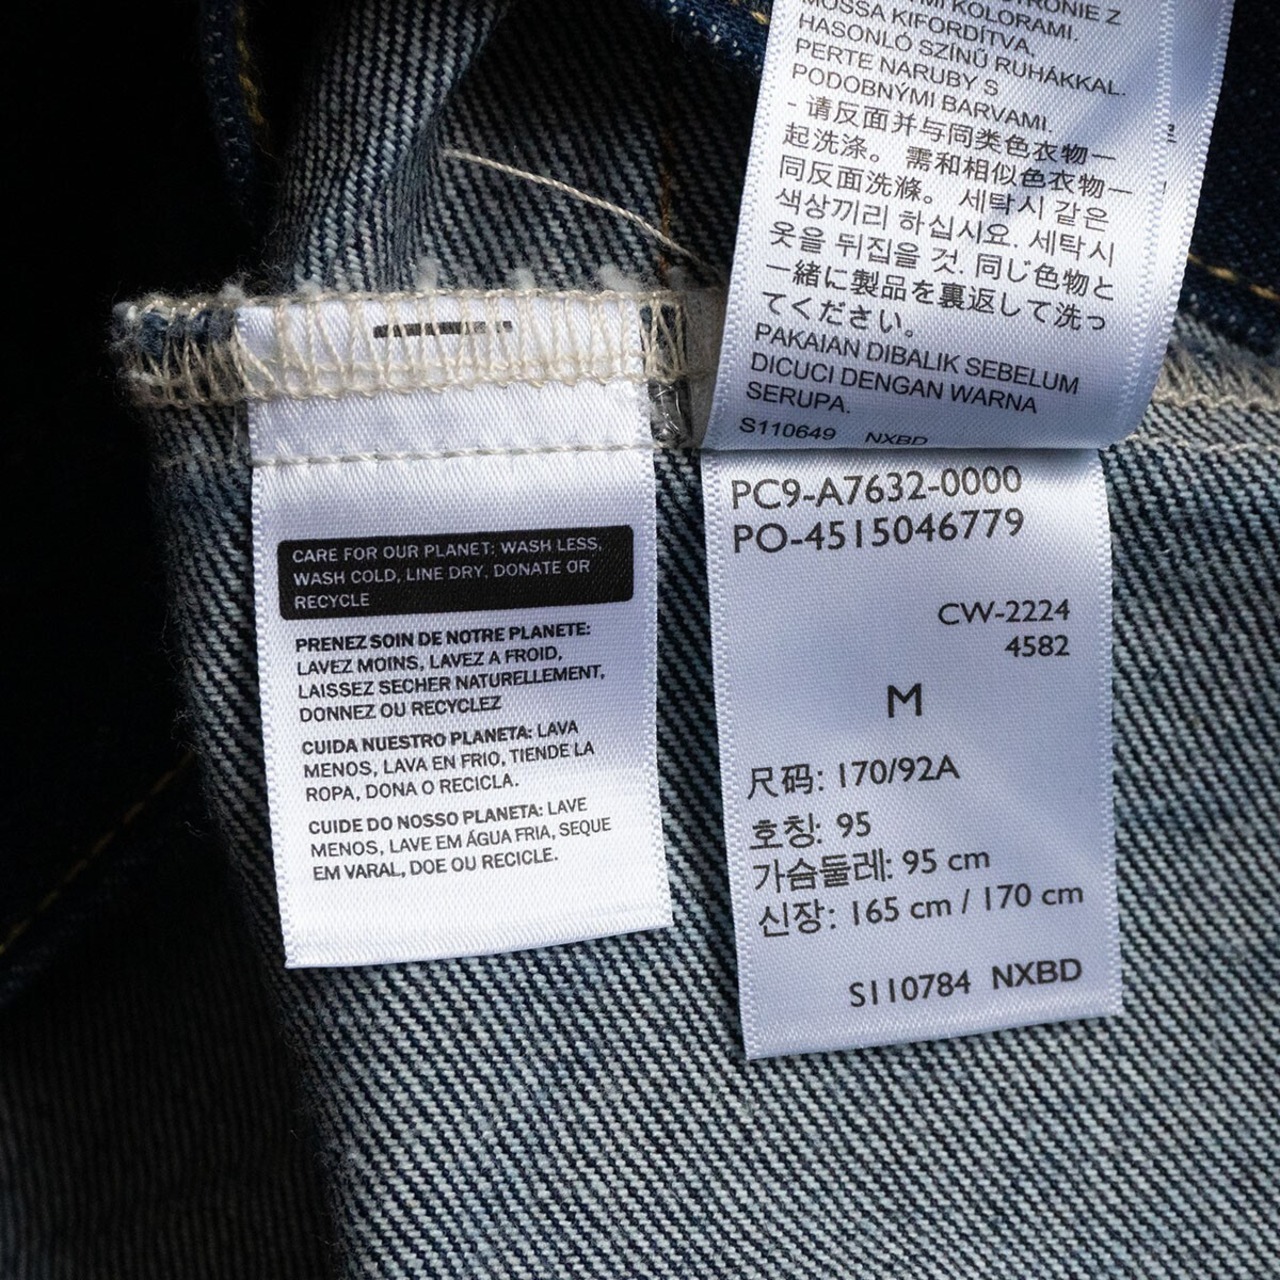 MOSSA KIFORDÍTVA,
HASONLÓ SZÍNŰ RUHÁKKAL.
PERTE NARUBY S
PODOBNÝMI BARVAMI.
- 请反面并与同类色衣物一
起洗涤。 需和相似色衣物一
同反面洗滌。 세탁시 같은
색상끼리 하십시요. 세탁시
옷을 뒤집을 것. 同じ色物と
一緒に製品を裏返して洗っ
てください。
PAKAIAN DIBALIK SEBELUM
DICUCI DENGAN WARNA
SERUPA.
S110649 NXBD
CARE FOR OUR PLANET: WASH LESS,
WASH COLD, LINE DRY, DONATE OR
RECYCLE
PRENEZ SOIN DE NOTRE PLANETE:
LAVEZ MOINS, LAVEZ A FROID,
LAISSEZ SECHER NATURELLEMENT,
DONNEZ OU RECYCLEZ
CUIDA NUESTRO PLANETA: LAVA
MENOS, LAVA EN FRIO, TIENDE LA
ROPA, DONA O RECICLA.
CUIDE DO NOSSO PLANETA: LAVE
MENOS, LAVE EM ÁGUA FRIA, SEQUE
EM VARAL, DOE OU RECICLE.
PC9-A7632-0000
PO-4515046779
CW-2224
4582
M
尺码: 170/92A
호칭: 95
가슴둘레: 95 cm
신장: 165 cm / 170 cm
S110784 NXBD